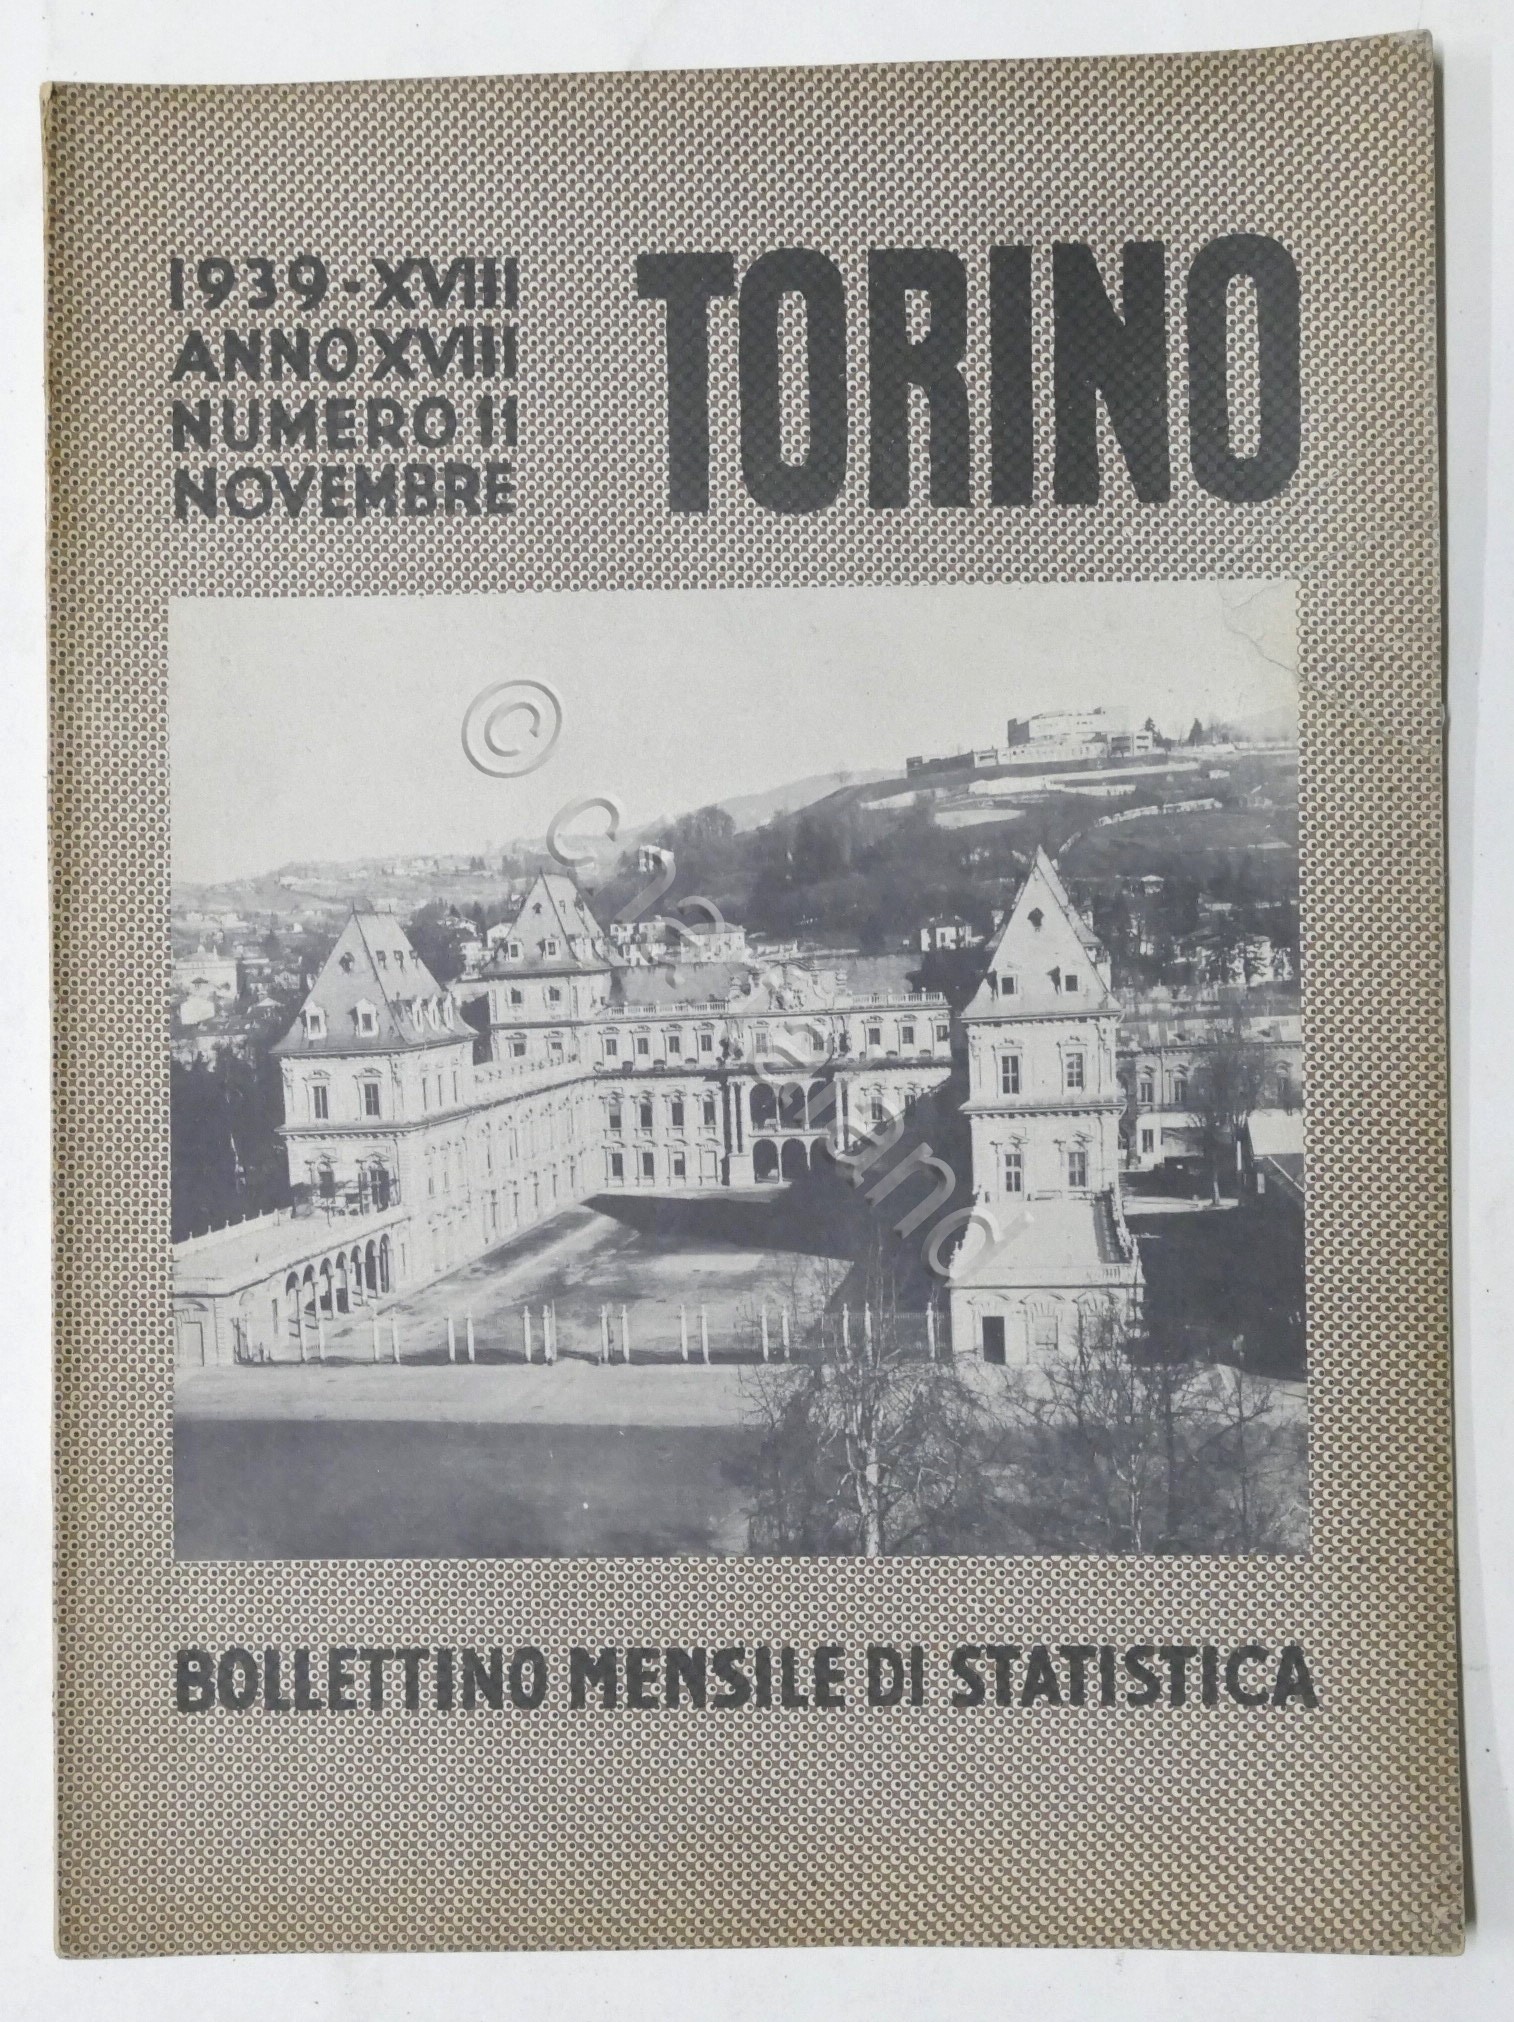 1939-XVIII
ANNO XVIII
NUMERO 11
NOVEMBRE
TORINO
BOLLETTINO MENSILE DI STATISTICA